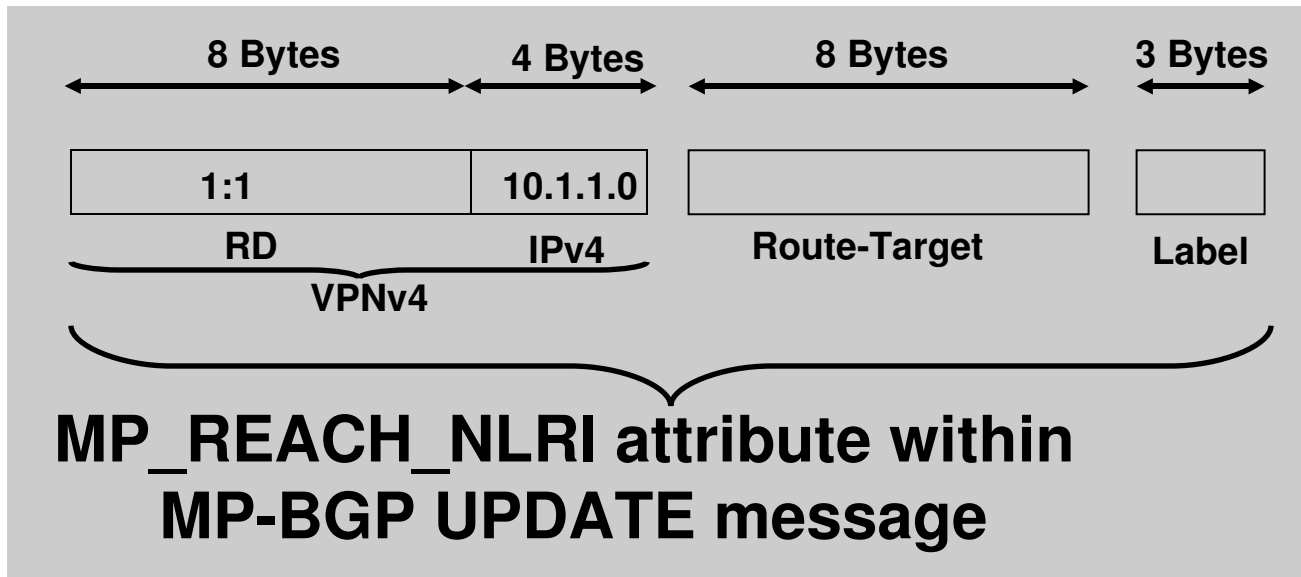 8 Bytes 4 Bytes 8 Bytes 3 Bytes
1:1 10.1.1.0
RD IPv4 Route-Target Label
VPNv4
MP_REACH_NLRI attribute within
MP-BGP UPDATE message